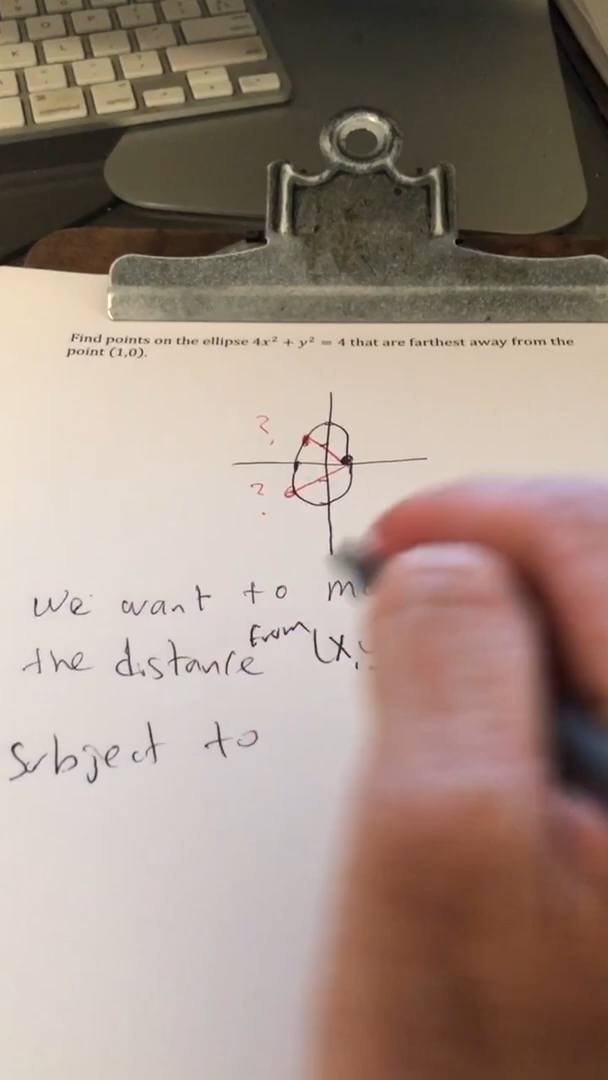 Find points on the ellipse 4x² + y² = 4 that are farthest away from the
point (1,0).
?
?
We want to
the distance from (x,
Subject to